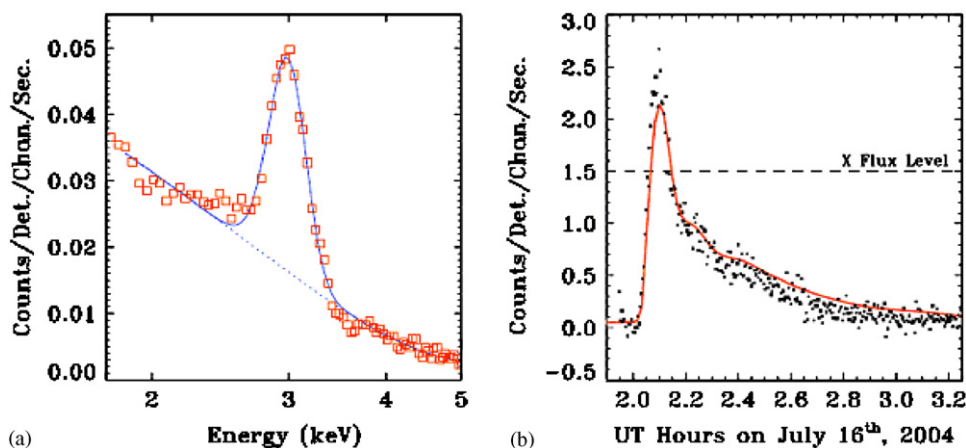 Counts/Det./Chan./Sec.
0.05
0.04
0.03
0.02
0.01
0.00
2
3
4
5
(a)
Energy (keV)
Counts/Det./Chan./Sec.
3.0
2.5
2.0
1.5
1.0
0.5
0.0
-0.5
X Flux Level
2.0 2.2 2.4 2.6 2.8 3.0 3.2
(b)
UT Hours on July 16th, 2004